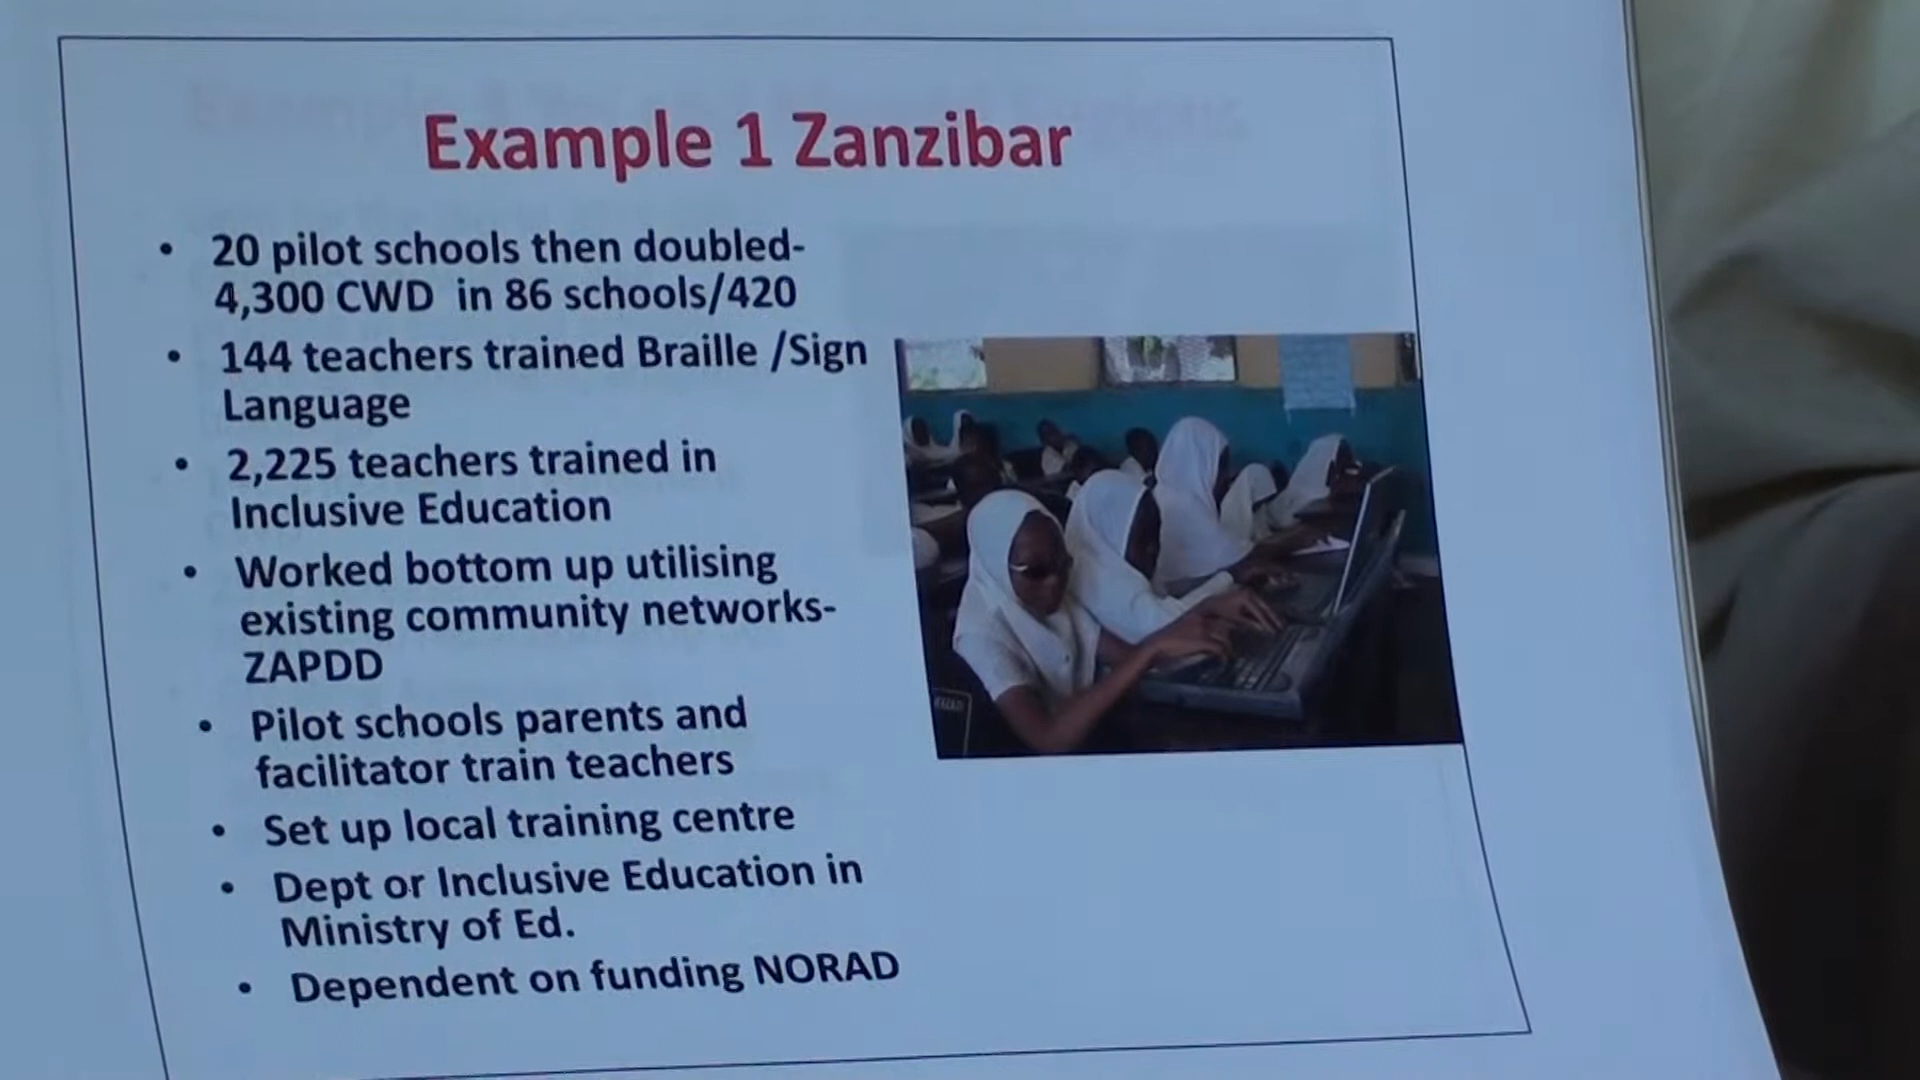 Example 1 Zanzibar
• 20 pilot schools then doubled-
4,300 CWD in 86 schools/420
• 144 teachers trained Braille /Sign
Language
• 2,225 teachers trained in
Inclusive Education
• Worked bottom up utilising
existing community networks-
ZAPDD
• Pilot schools parents and
facilitator train teachers
• Set up local training centre
• Dept or Inclusive Education in
Ministry of Ed.
• Dependent on funding NORAD